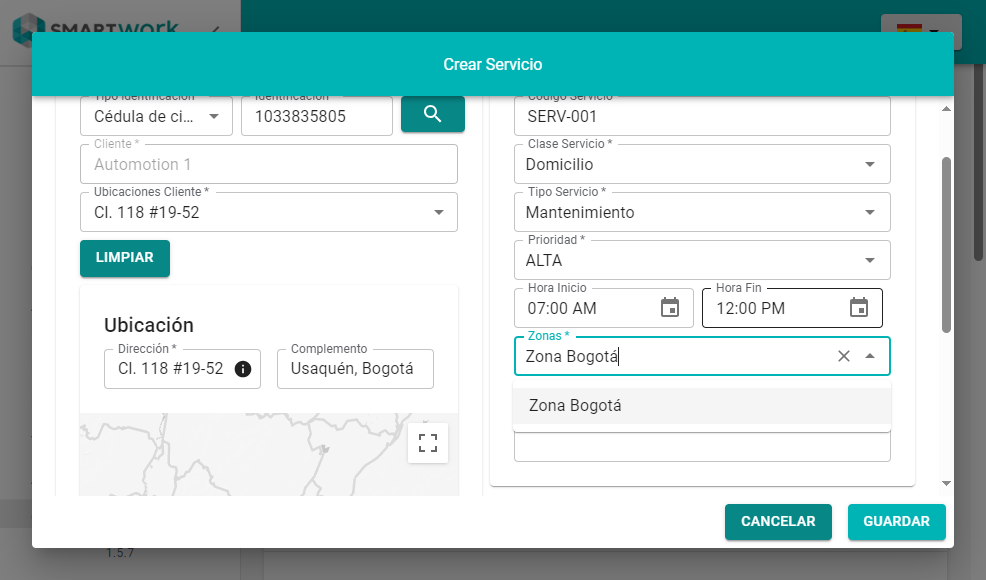 SMARTwork
Crear Servicio
Tipo Identificación
Cédula de ci...
Identificación
1033835805
Cliente *
Automotion 1
Ubicaciones Cliente *
Cl. 118 #19-52
LIMPIAR
Ubicación
Dirección *
Cl. 118 #19-52
Complemento
Usaquén, Bogotá
Código Servicio
SERV-001
Clase Servicio *
Domicilio
Tipo Servicio *
Mantenimiento
Prioridad *
ALTA
Hora Inicio
07:00 AM
Hora Fin
12:00 PM
Zonas *
Zona Bogotá
Zona Bogotá
CANCELAR
GUARDAR
1.5.7